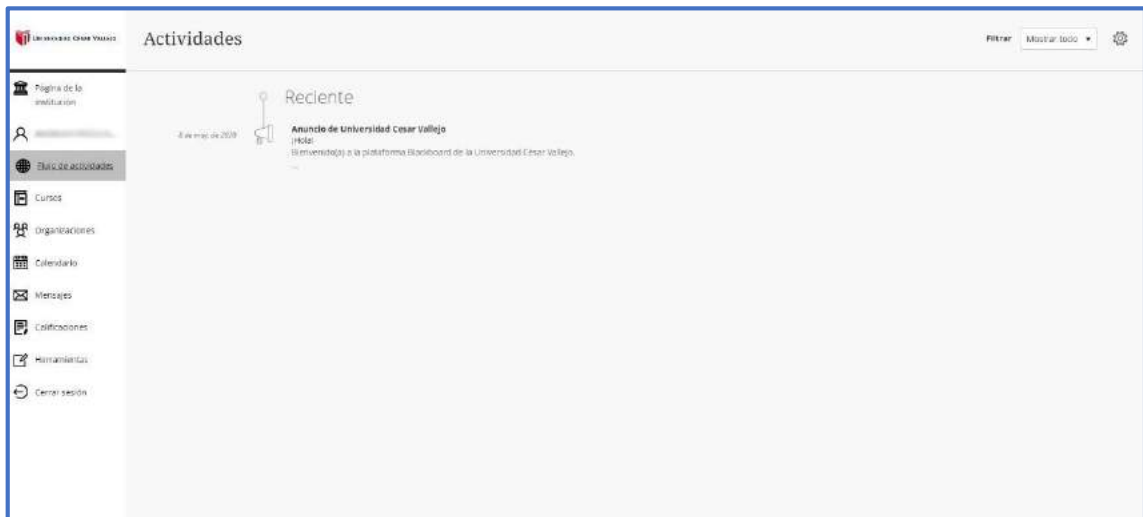 UNIVERSIDAD CÉSAR VALLEJO
Actividades
Filtrar
Mostrar todo
Página de la
institución
Flujo de actividades
Cursos
Organizaciones
Calendario
Mensajes
Calificaciones
Herramientas
Cerrar sesión
Reciente
Anuncio de Universidad Cesar Vallejo
¡Hola!
Bienvenido(a) a la plataforma Blackboard de la Universidad César Vallejo.
...